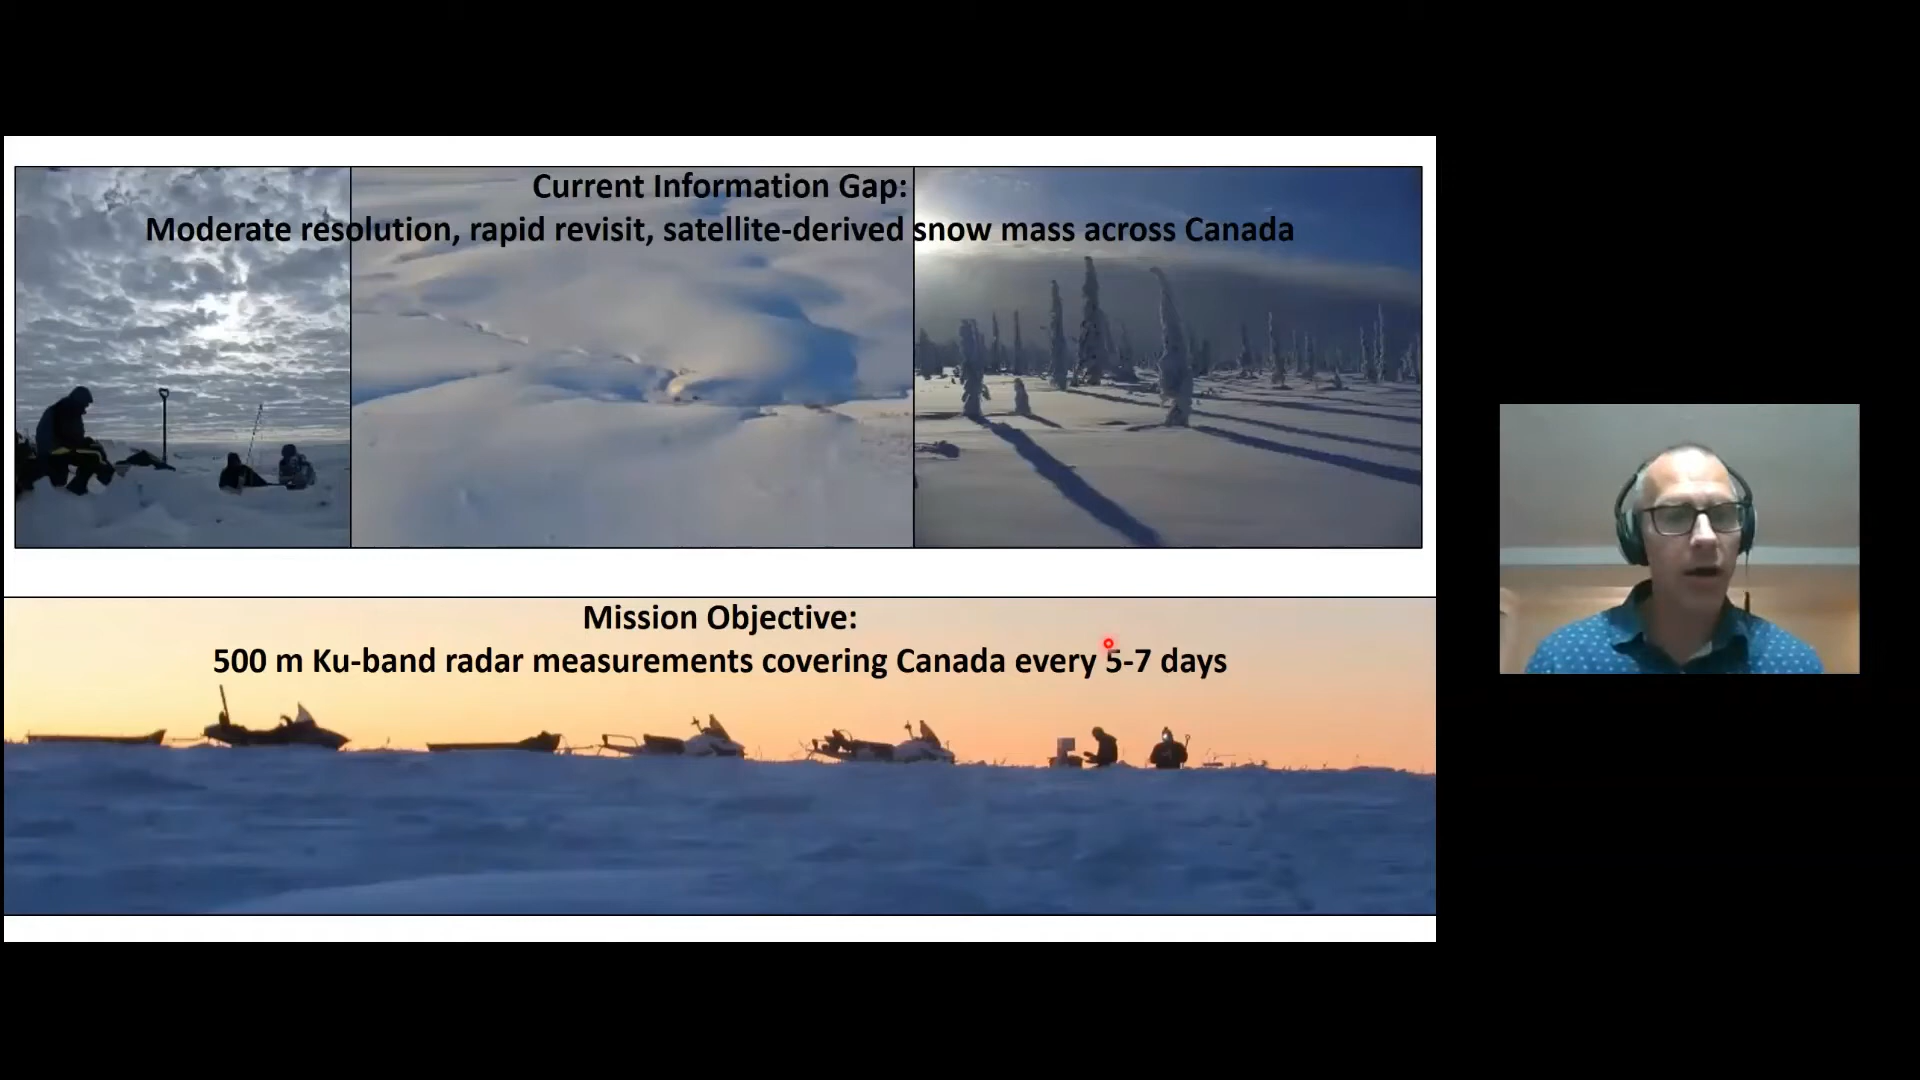 Current Information Gap:
Moderate resolution, rapid revisit, satellite-derived snow mass across Canada
Mission Objective:
500 m Ku-band radar measurements covering Canada every 5-7 days